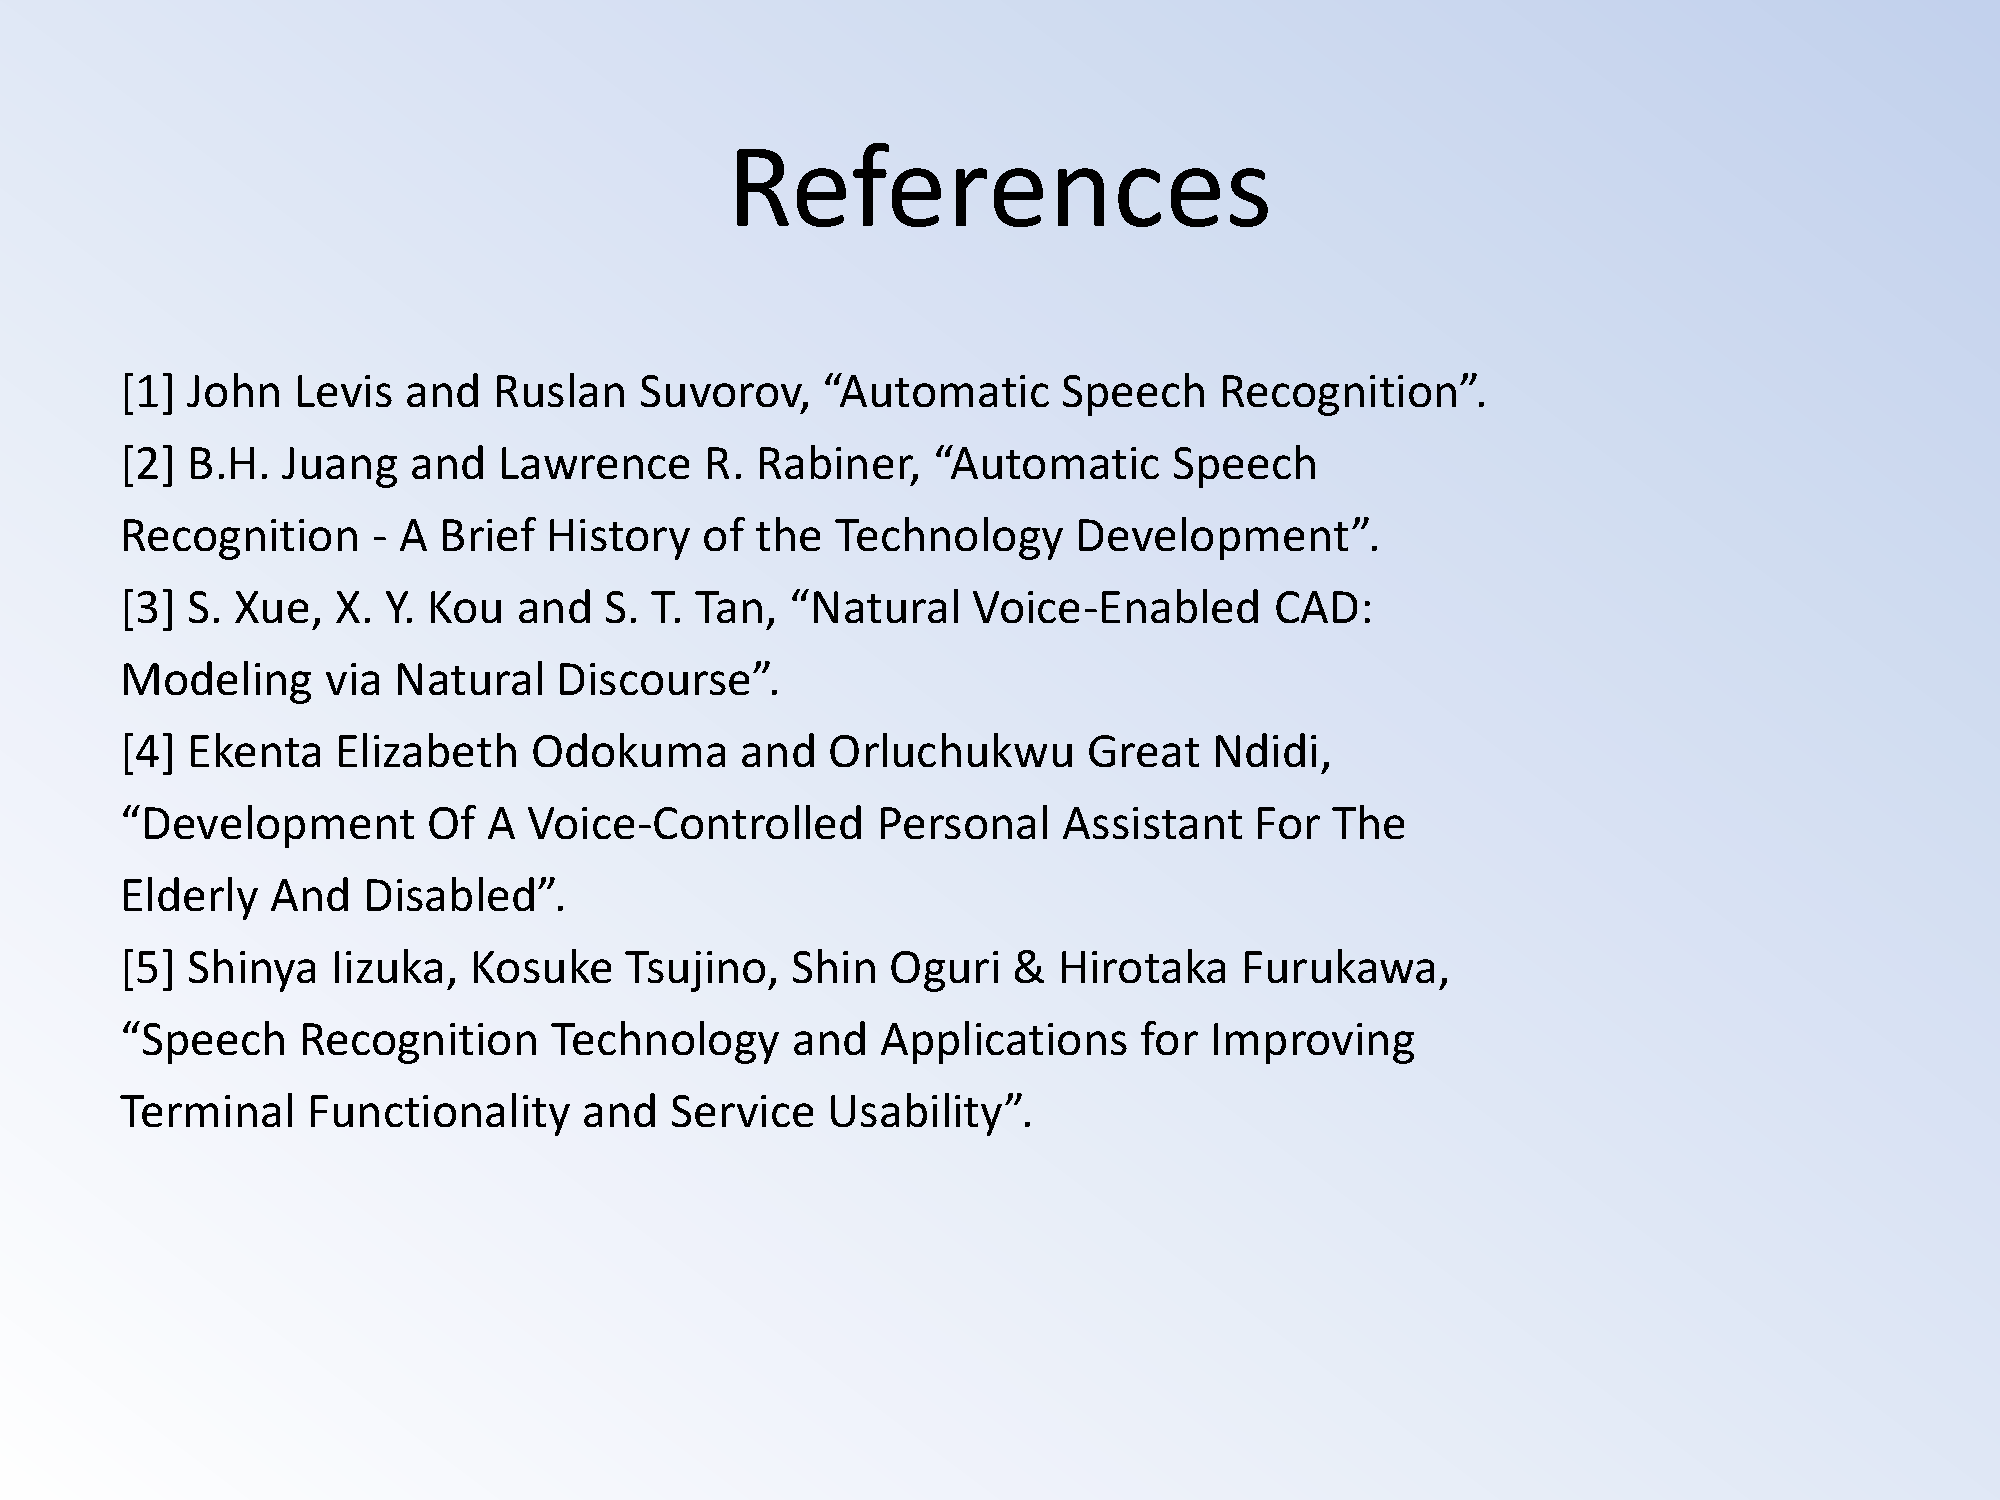 References
[1] John Levis and Ruslan Suvorov, “Automatic Speech Recognition”.
[2] B.H. Juang and Lawrence R. Rabiner, “Automatic Speech
Recognition - A Brief History of the Technology Development”.
[3] S. Xue, X. Y. Kou and S. T. Tan, “Natural Voice-Enabled CAD:
Modeling via Natural Discourse”.
[4] Ekenta Elizabeth Odokuma and Orluchukwu Great Ndidi,
“Development Of A Voice-Controlled Personal Assistant For The
Elderly And Disabled”.
[5] Shinya Iizuka, Kosuke Tsujino, Shin Oguri & Hirotaka Furukawa,
“Speech Recognition Technology and Applications for Improving
Terminal Functionality and Service Usability”.